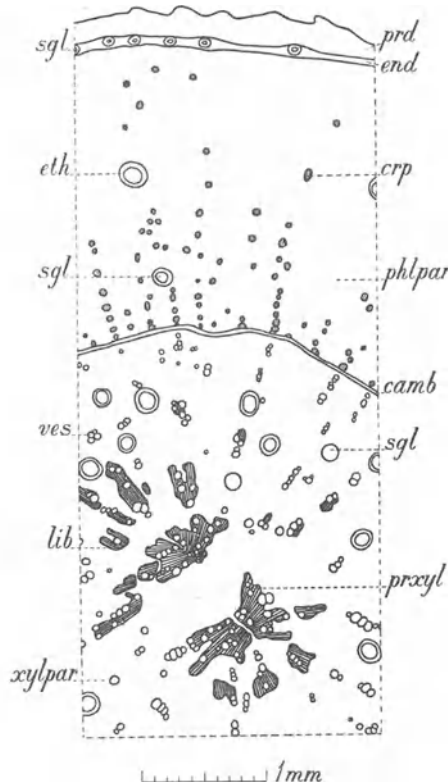 prd
sgl
end
eth
crp
sgl
phlpar
camb
ves
sgl
lib
prxyl
xylpar
1mm